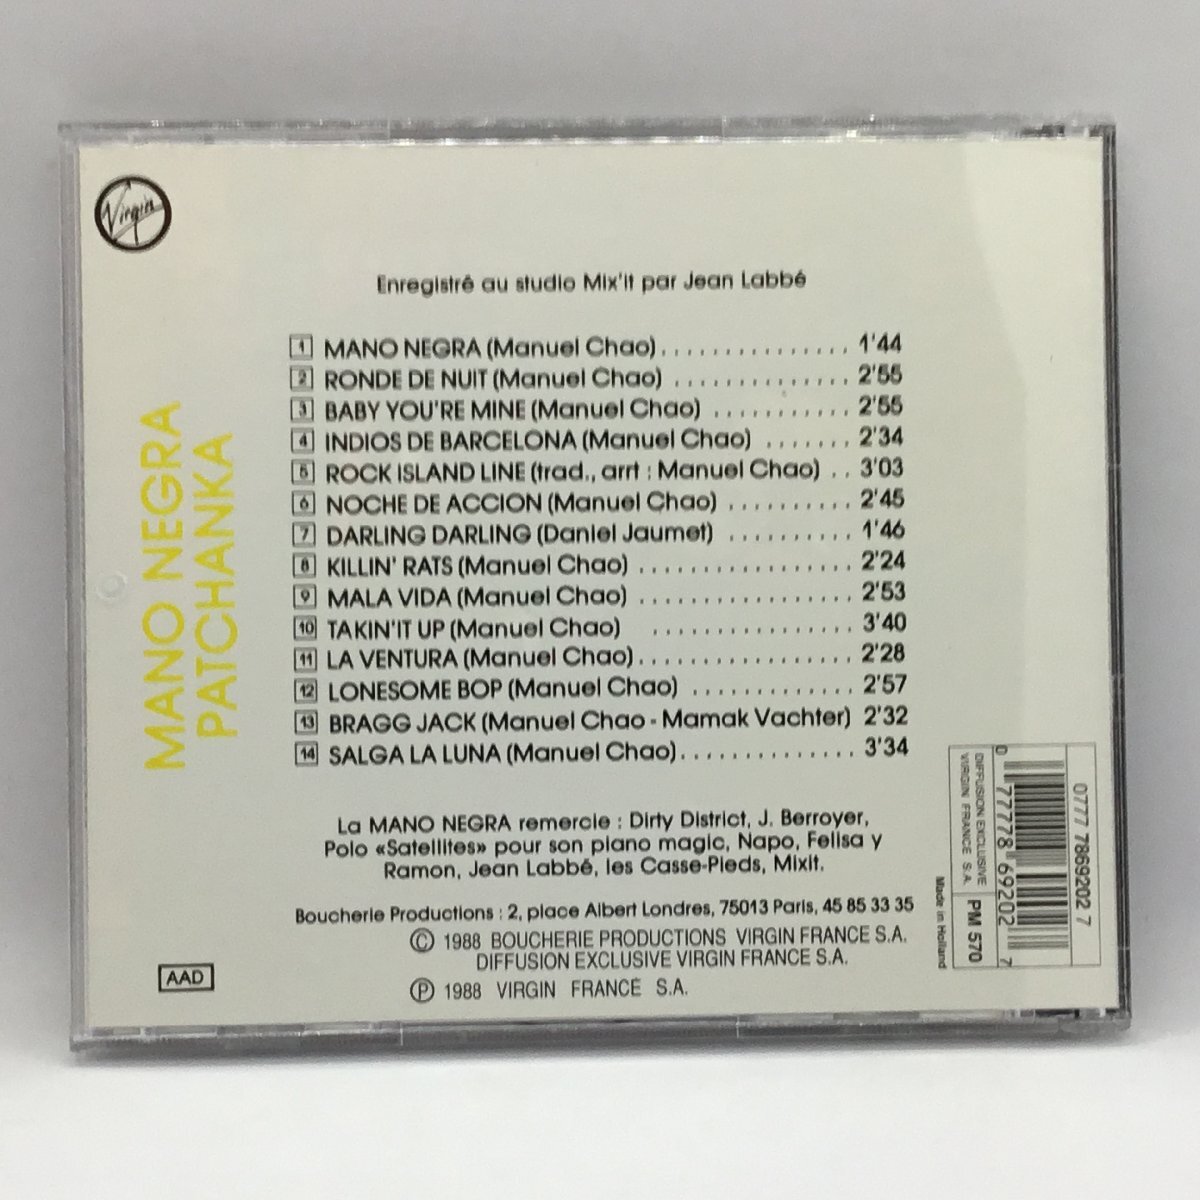 Virgin
MANO NEGRA
PATCHANKA
Enregistré au studio Mix'it par Jean Labbé
1 MANO NEGRA (Manuel Chao)............... 1'44
2 RONDE DE NUIT (Manuel Chao) .............. 2'55
3 BABY YOU'RE MINE (Manuel Chao) ........... 2'55
4 INDIOS DE BARCELONA (Manuel Chao) ....... 2'34
5 ROCK ISLAND LINE (trad., arrt : Manuel Chao) .. 3'03
6 NOCHE DE ACCION (Manuel Chao) .......... 2'45
7 DARLING DARLING (Daniel Jaumet) .......... 1'46
8 KILLIN' RATS (Manuel Chao) ................. 2'24
9 MALA VIDA (Manuel Chao) ................. 2'53
10 TAKIN'IT UP (Manuel Chao) ................ 3'40
11 LA VENTURA (Manuel Chao)................. 2'28
12 LONESOME BOP (Manuel Chao) ............. 2'57
13 BRAGG JACK (Manuel Chao - Mamak Vachter) 2'32
14 SALGA LA LUNA (Manuel Chao).............. 3'34
La MANO NEGRA remercie : Dirty District, J. Berroyer,
Polo «Satellites» pour son piano magic, Napo, Felisa y
Ramon, Jean Labbé, les Casse-Pieds, Mixit.
Boucherie Productions : 2, place Albert Londres, 75013 Paris, 45 85 33 35
© 1988 BOUCHERIE PRODUCTIONS VIRGIN FRANCE S.A.
DIFFUSION EXCLUSIVE VIRGIN FRANCE S.A.
℗ 1988 VIRGIN FRANCE S.A.
AAD
Made in Holland
DIFFUSION EXCLUSIVE
VIRGIN FRANCE S.A.
PM 570
0 77778 69202 7
0777 7869202 7